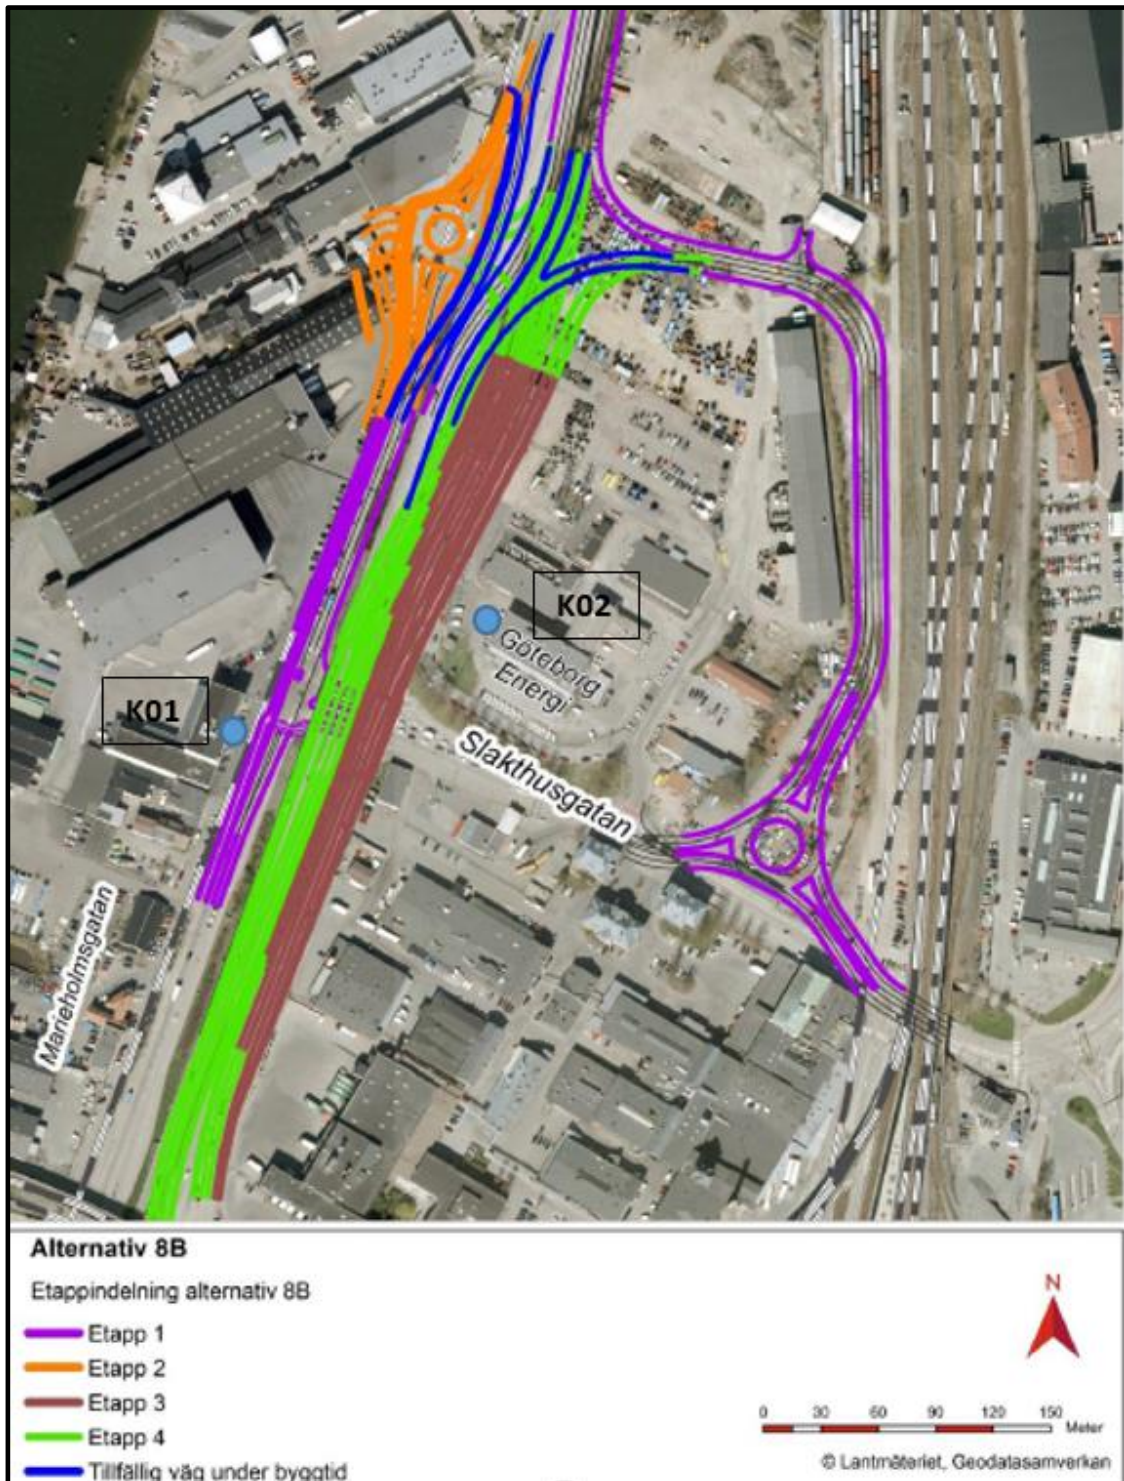 K02
Göteborg
Energi
K01
Slakthusgatan
Marieholmsgatan
Alternativ 8B
Etappindelning alternativ 8B
Etapp 1
Etapp 2
Etapp 3
Etapp 4
Tillfällig väg under byggtid
N
0 30 60 90 120 150
Meter
© Lantmäteriet, Geodatasamverkan